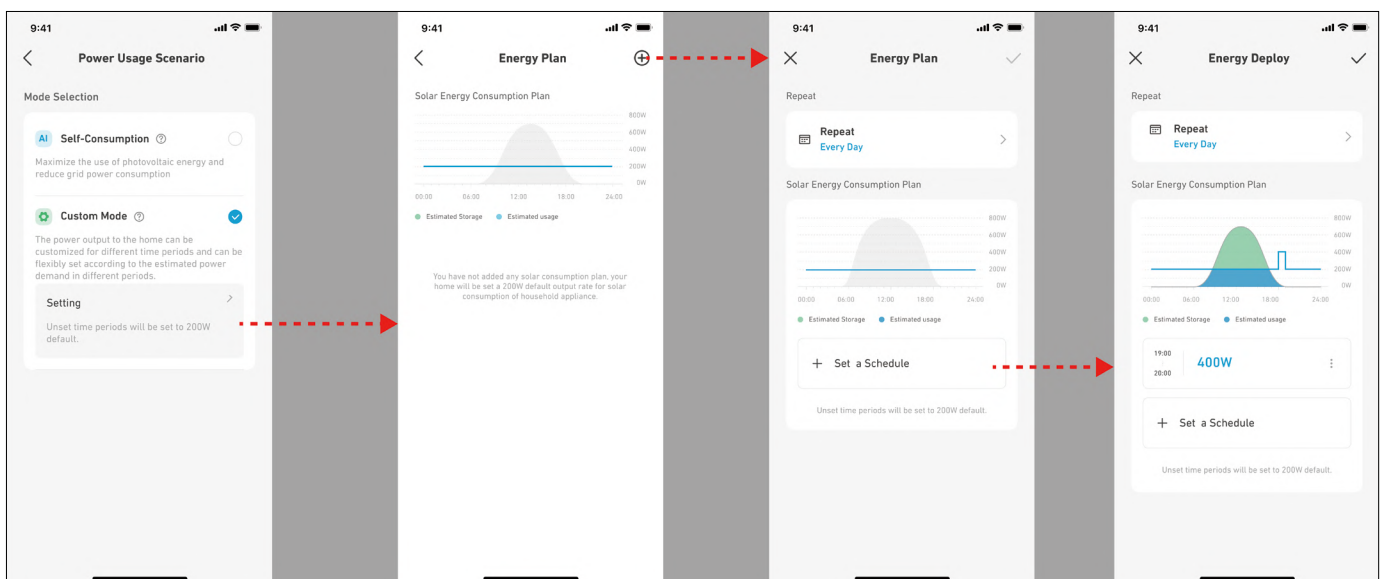 9:41
Power Usage Scenario
Mode Selection
AI Self-Consumption ?
Maximize the use of photovoltaic energy and
reduce grid power consumption
Custom Mode ?
The power output to the home can be
customized for different time periods and can be
flexibly set according to the estimated power
demand in different periods.
Setting
Unset time periods will be set to 200W
default.
9:41
Energy Plan
Solar Energy Consumption Plan
800W
600W
400W
200W
0W
00:00 06:00 12:00 18:00 24:00
Estimated Storage Estimated usage
You have not added any solar consumption plan, your
home will be set a 200W default output rate for solar
consumption of household appliance.
9:41
Energy Plan
Repeat
Repeat
Every Day
Solar Energy Consumption Plan
800W
600W
400W
200W
0W
00:00 06:00 12:00 18:00 24:00
Estimated Storage Estimated usage
+ Set a Schedule
Unset time periods will be set to 200W default.
9:41
Energy Deploy
Repeat
Repeat
Every Day
Solar Energy Consumption Plan
800W
600W
400W
200W
0W
00:00 06:00 12:00 18:00 24:00
Estimated Storage Estimated usage
19:00
400W
20:00
+ Set a Schedule
Unset time periods will be set to 200W default.